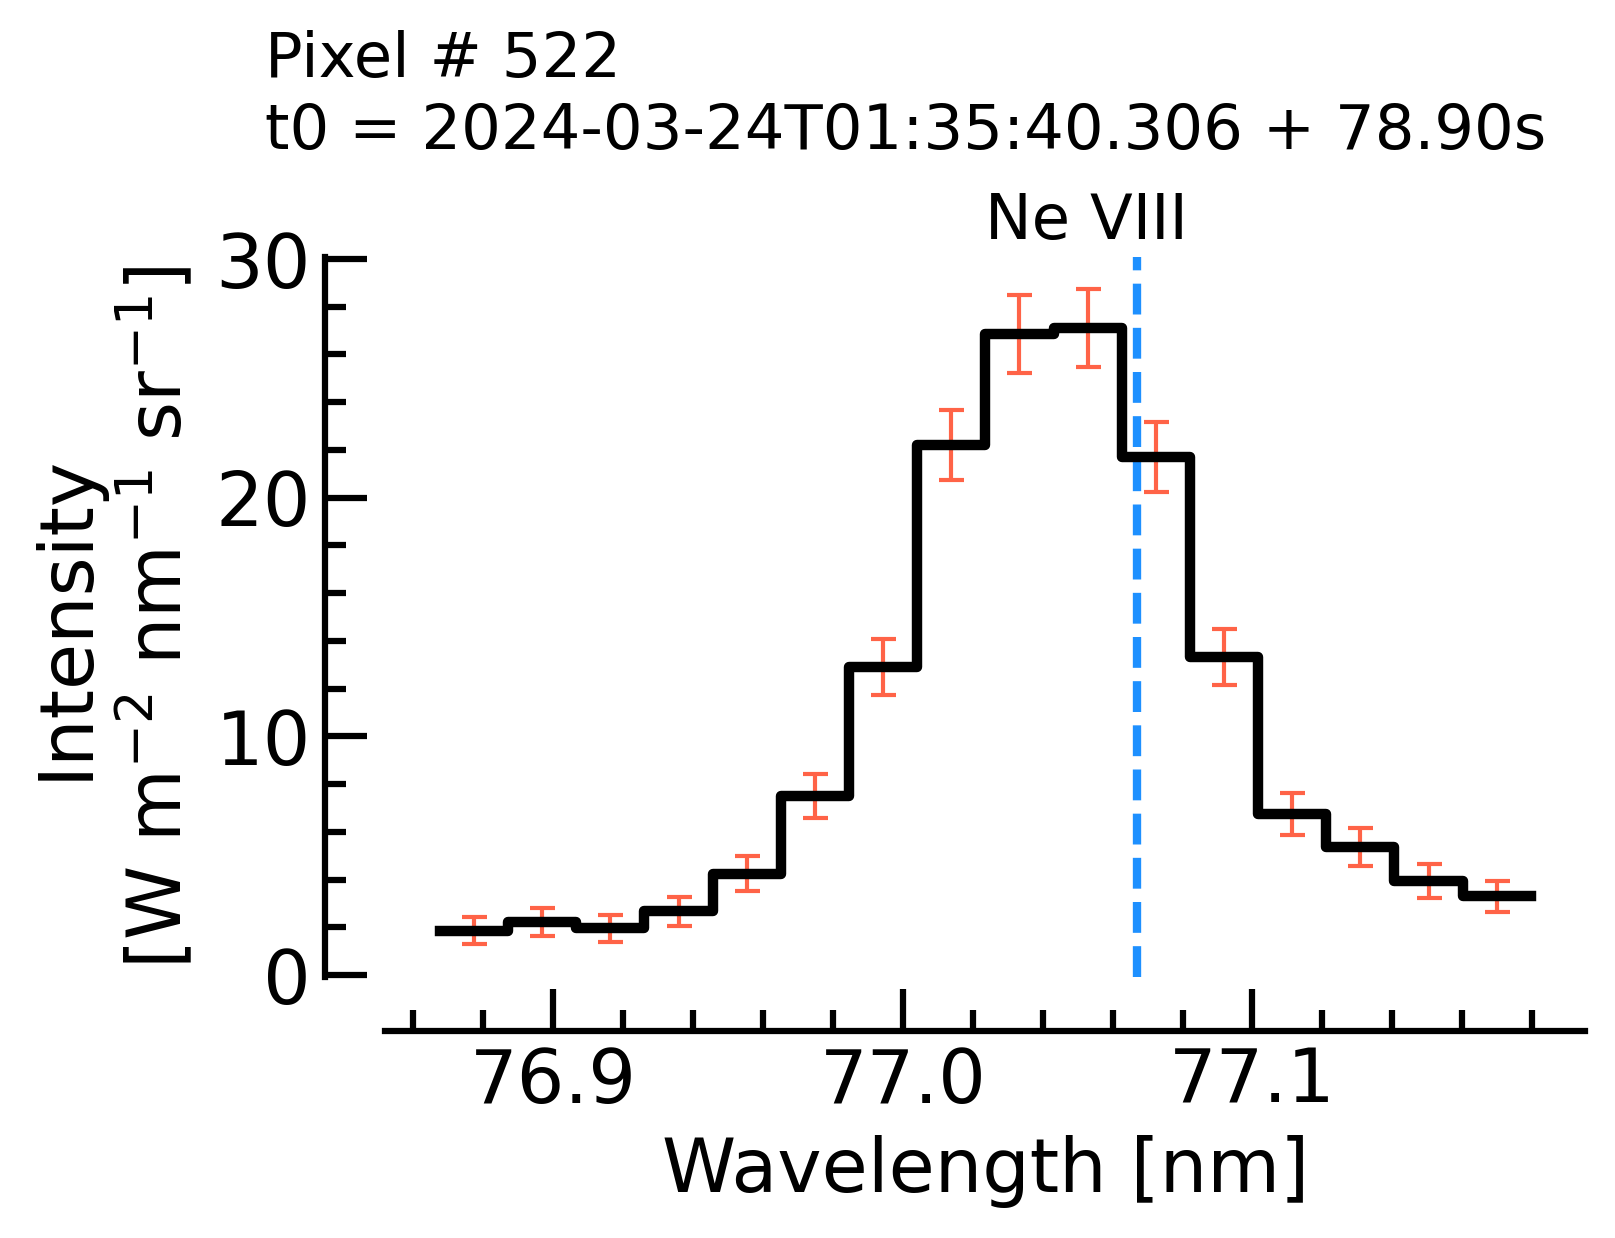 Pixel # 522
t0 = 2024-03-24T01:35:40.306 + 78.90s
Ne VIII
Intensity
[W m⁻² nm⁻¹ sr⁻¹]
30
20
10
0
76.9 77.0 77.1
Wavelength [nm]